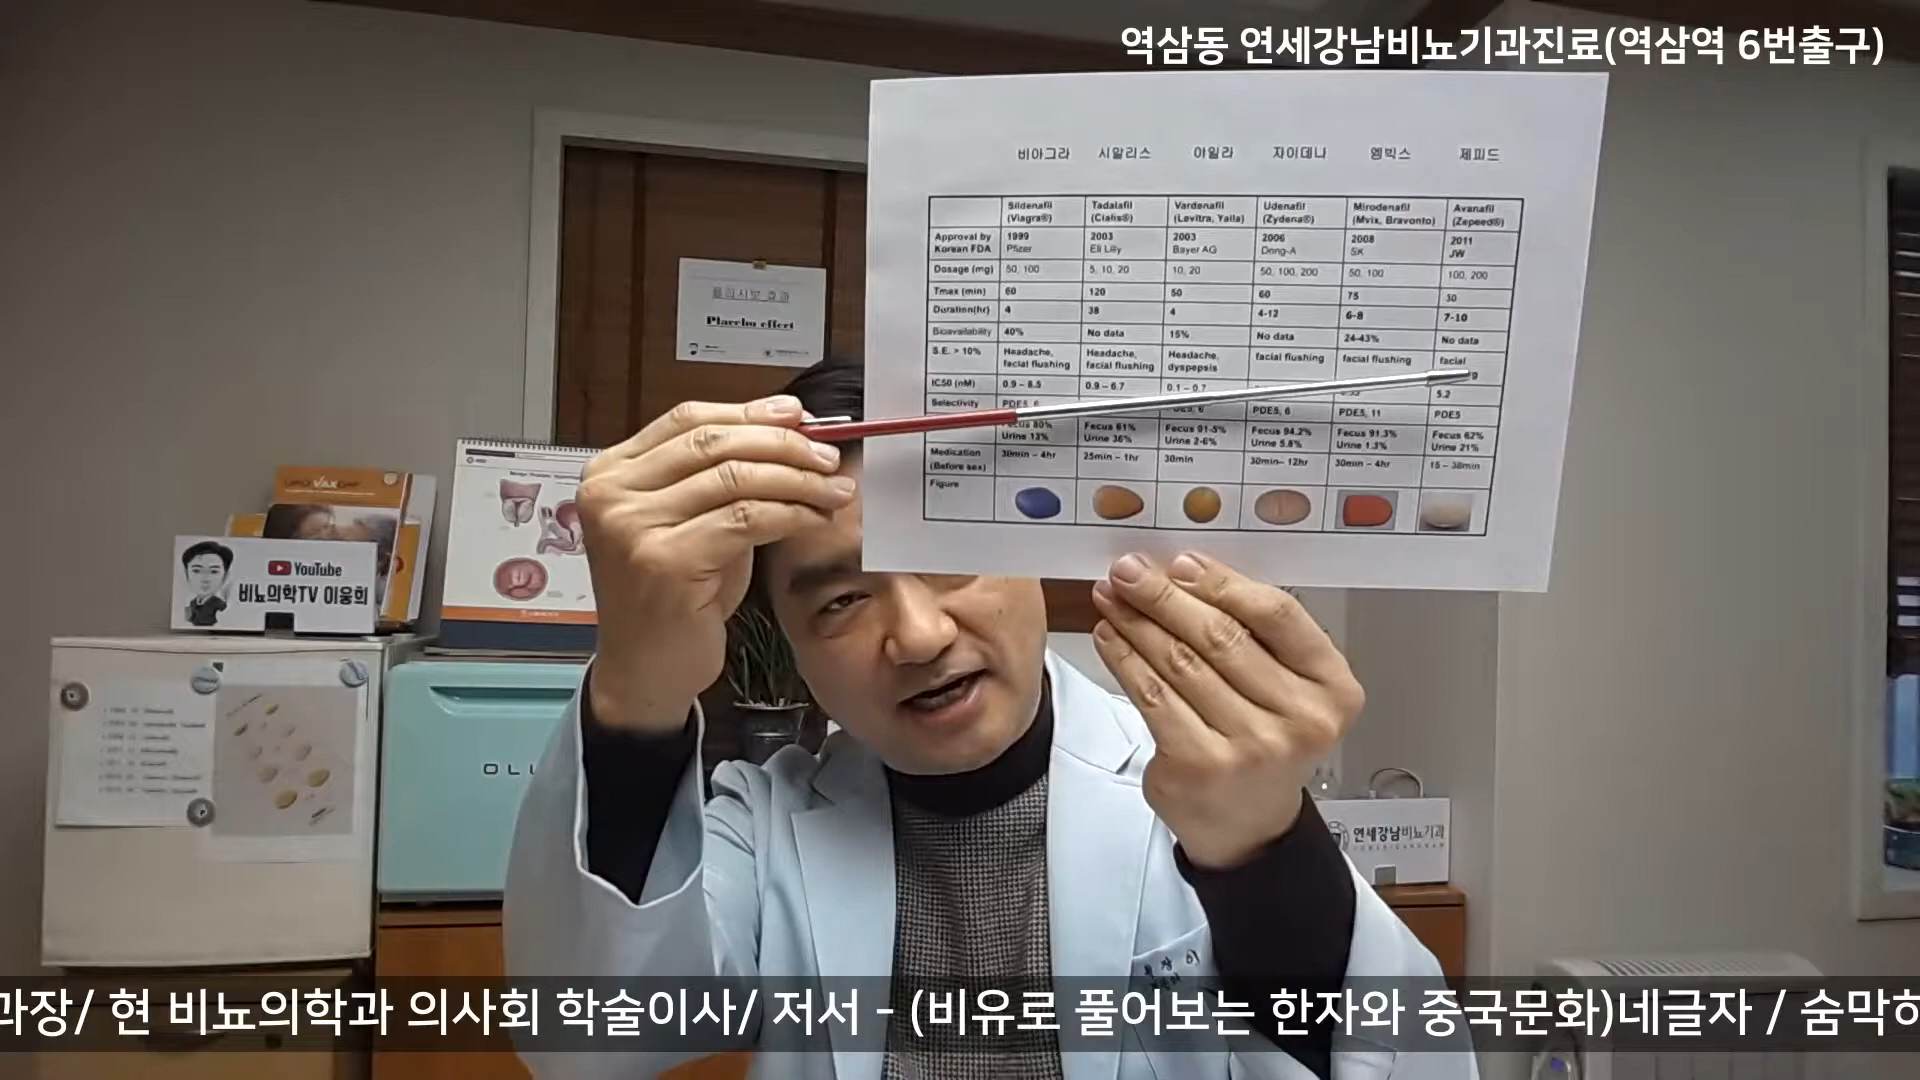 역삼동 연세강남비뇨기과진료(역삼역 6번출구)
비아그라 시알리스 야일라 자이데나 엠빅스 제피드
Sildenafil (Viagra®) Tadalafil (Cialis®) Vardenafil (Levitra, Yaila) Udenafil (Zydena®) Mirodenafil (Mvix, Bravonto) Avanafil (Zepeed®)
Approval by Korean FDA 1999 Pfizer 2003 Eli Lilly 2003 Bayer AG 2006 Dong-A 2008 SK 2011 JW
Dosage (mg) 50, 100 5, 10, 20 10, 20 50, 100, 200 50, 100 100, 200
Tmax (min) 60 120 50 60 75 30
Duration(hr) 4 38 4 4-12 6-8 7-10
Bioavailability 40% No data 15% No data 24-43% No data
S.E. > 10% Headache, facial flushing Headache, facial flushing Headache, dyspepsis facial flushing facial flushing facial
IC50 (nM) 0.9 – 8.5 0.9 – 6.7 0.1 – 0.7 5.2
Selectivity PDE5, 6 PDE5, 6 PDE5, 11 PDE5
Fecus 80% Urine 13% Fecus 61% Urine 36% Fecus 91-5% Urine 2-6% Fecus 94.2% Urine 5.8% Fecus 91.3% Urine 1.3% Fecus 62% Urine 21%
Medication (Before sex) 30min – 4hr 25min – 1hr 30min 30min– 12hr 30min – 4hr 15 – 30min
Figure
플라시보 효과
Placebo effect
YouTube
비뇨의학TV 이웅희
연세강남비뇨기과
과장/ 현 비뇨의학과 의사회 학술이사/ 저서 - (비유로 풀어보는 한자와 중국문화)네글자 / 숨막히